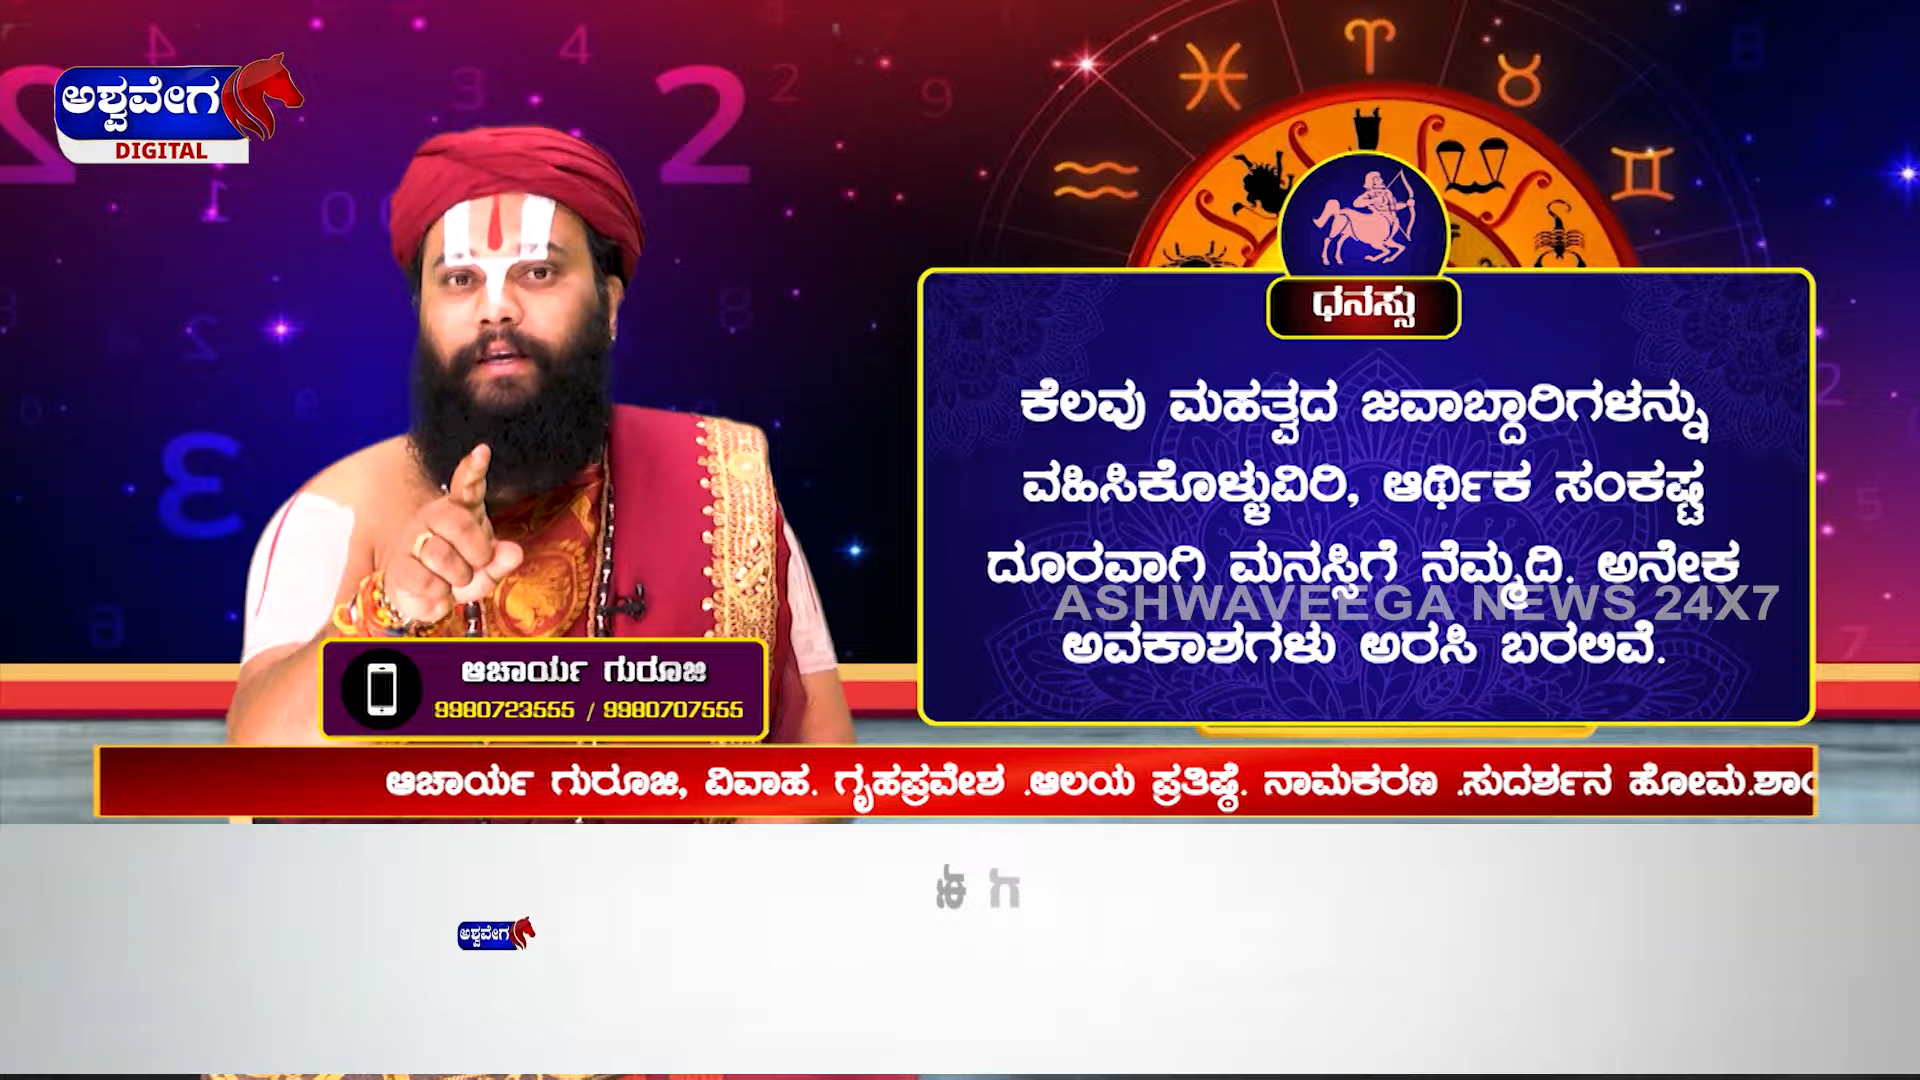 ಅಶ್ವವೇಗ
DIGITAL
ಧನಸ್ಸು
ಕೆಲವು ಮಹತ್ವದ ಜವಾಬ್ದಾರಿಗಳನ್ನು
ವಹಿಸಿಕೊಳ್ಳುವಿರಿ, ಆರ್ಥಿಕ ಸಂಕಷ್ಟ
ದೂರವಾಗಿ ಮನಸ್ಸಿಗೆ ನೆಮ್ಮದಿ. ಅನೇಕ
ಅವಕಾಶಗಳು ಅರಸಿ ಬರಲಿವೆ.
ASHWAVEEGA NEWS 24X7
ಆಚಾರ್ಯ ಗುರೂಜಿ
9980723555 / 9980707555
ಆಚಾರ್ಯ ಗುರೂಜಿ, ವಿವಾಹ. ಗೃಹಪ್ರವೇಶ .ಆಲಯ ಪ್ರತಿಷ್ಠೆ. ನಾಮಕರಣ .ಸುದರ್ಶನ ಹೋಮ.
ಅಶ್ವವೇಗ